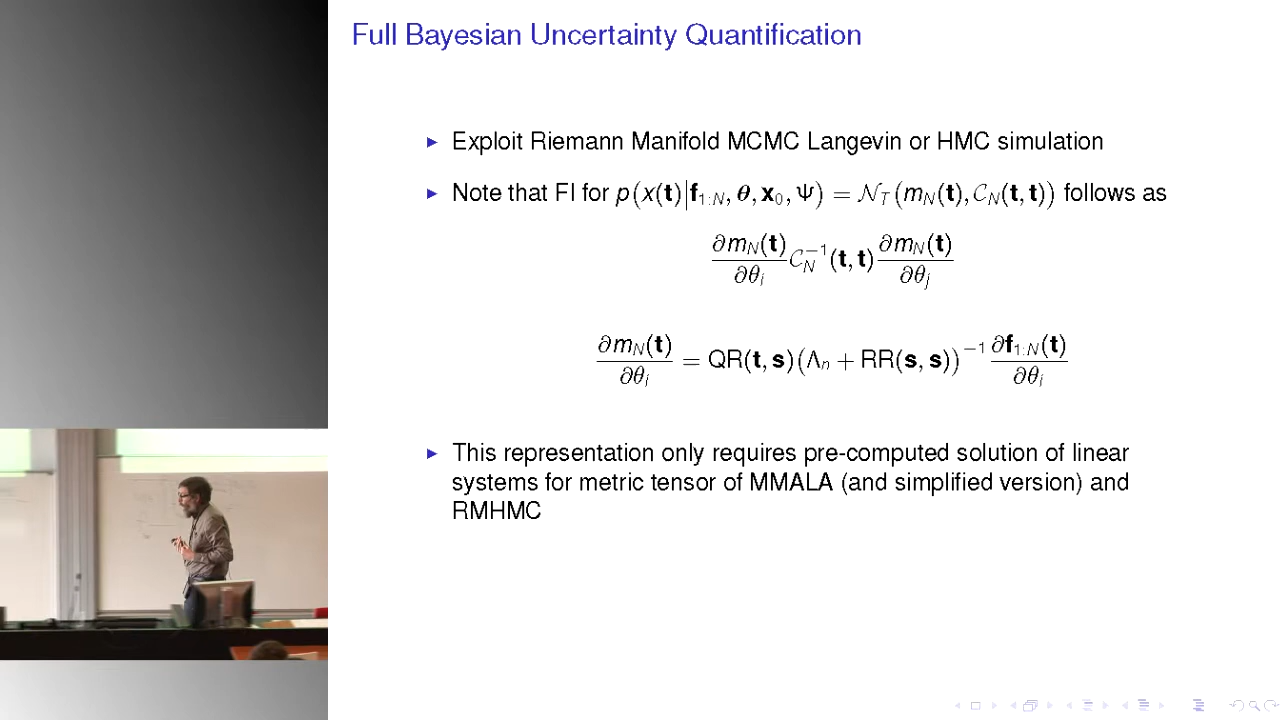 Full Bayesian Uncertainty Quantification
▶ Exploit Riemann Manifold MCMC Langevin or HMC simulation
▶ Note that FI for p(x(t)|f₁:N, θ, x₀, Ψ) = 𝒩_T(m_N(t), 𝒞_N(t, t)) follows as
∂m_N(t)/∂θ_i 𝒞_N⁻¹(t, t) ∂m_N(t)/∂θ_j
∂m_N(t)/∂θ_i = QR(t, s)(Λ_n + RR(s, s))⁻¹ ∂f₁:N(t)/∂θ_i
▶ This representation only requires pre-computed solution of linear
systems for metric tensor of MMALA (and simplified version) and
RMHMC